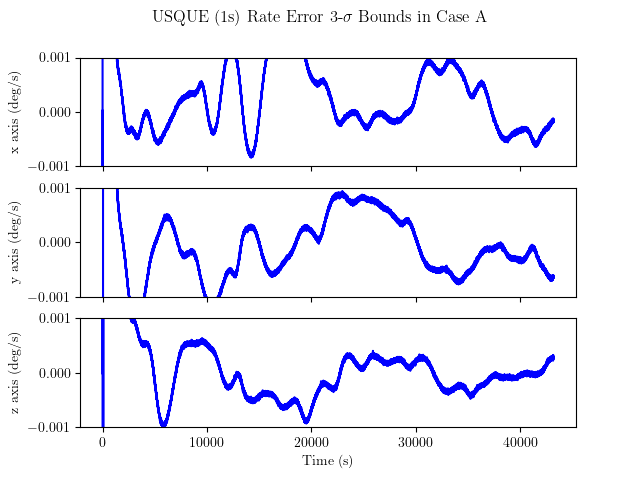 USQUE (1s) Rate Error 3-σ Bounds in Case A
0.001
0.000
−0.001
x axis (deg/s)
0.001
0.000
−0.001
y axis (deg/s)
0.001
0.000
−0.001
z axis (deg/s)
0 10000 20000 30000 40000
Time (s)